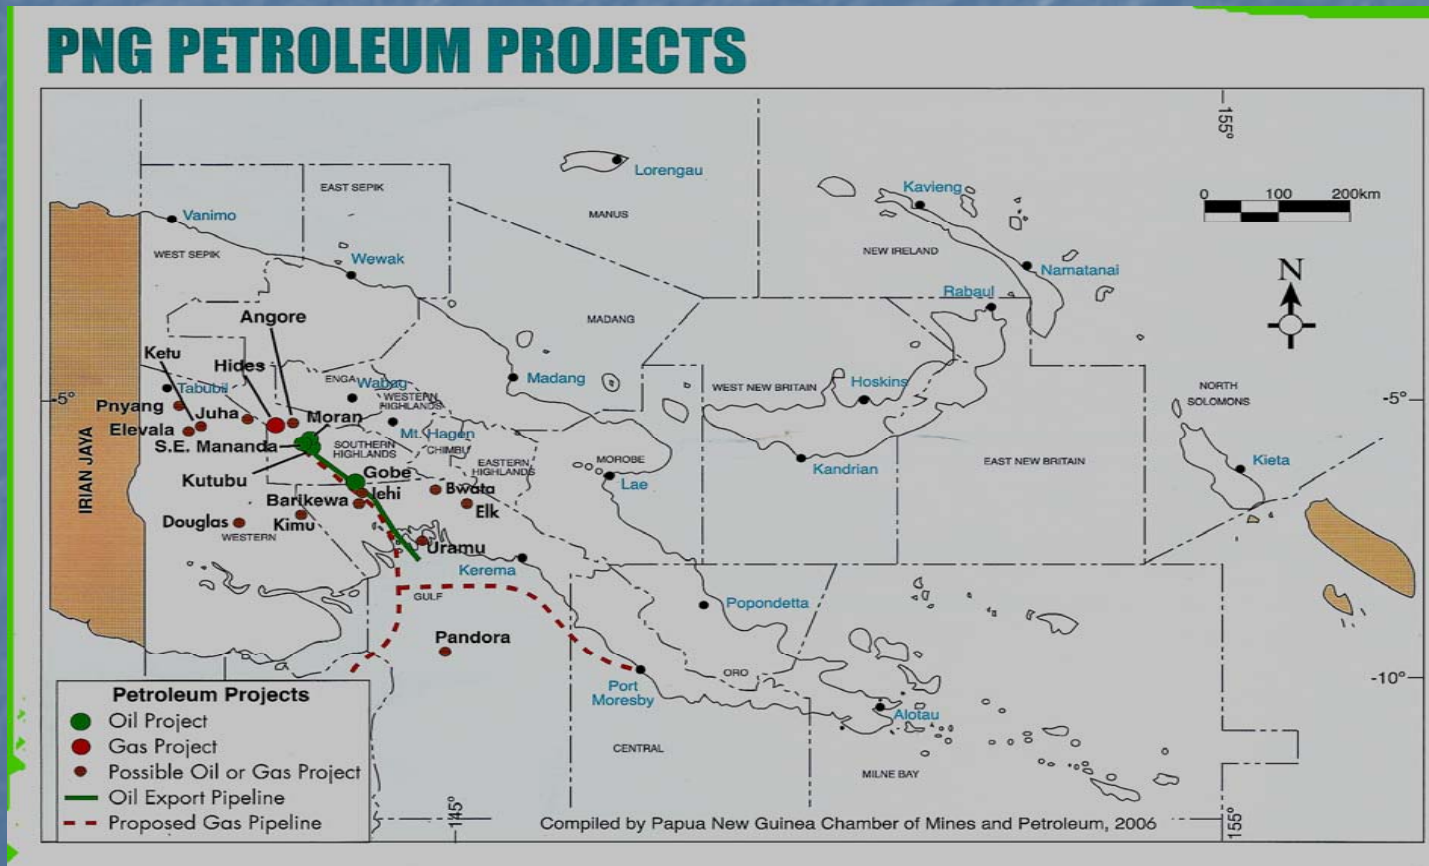 PNG PETROLEUM PROJECTS
155°
Lorengau
Kavieng
0 100 200km
EAST SEPIK
MANUS
Vanimo
WEST SEPIK
NEW IRELAND
Wewak
Namatanai
N
Rabaul
Angore
MADANG
Ketu
Hides
Tabubil
ENGA
Wabag
Madang
WEST NEW BRITAIN
Hoskins
NORTH
SOLOMONS
-5°
-5°
WESTERN
HIGHLANDS
Pnyang
Juha
Moran
Elevala
Mt. Hagen
S.E. Mananda
SOUTHERN
HIGHLANDS
CHIMBU
EASTERN
HIGHLANDS
MOROBE
Kandrian
EAST NEW BRITAIN
Kieta
IRIAN JAYA
Kutubu
Gobe
Lae
Barikewa
Iehi
Bwata
Elk
Douglas
Kimu
WESTERN
Uramu
Kerema
GULF
Popondetta
Pandora
ORO
-10°
Port
Moresby
Alotau
CENTRAL
MILNE BAY
Petroleum Projects
Oil Project
Gas Project
Possible Oil or Gas Project
Oil Export Pipeline
Proposed Gas Pipeline
145°
Compiled by Papua New Guinea Chamber of Mines and Petroleum, 2006
155°